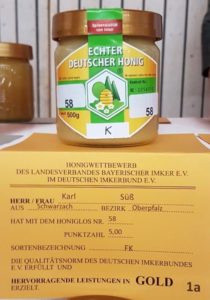 ECHTER
DEUTSCHER HONIG
58
58
500g
K
HONIGWETTBEWERB
DES LANDESVERBANDES BAYERISCHER IMKER E.V.
IM DEUTSCHEN IMKERBUND E.V.
HERR / FRAU Karl Süß
AUS Schwarzach BEZIRK Oberpfalz
HAT MIT DEM HONIGLOS NR. 58
PUNKTZAHL 5,00
SORTENBEZEICHNUNG FK
DIE QUALITÄTSNORM DES DEUTSCHEN IMKERBUNDES
E.V. ERFÜLLT UND
HERVORRAGENDE LEISTUNGEN IN GOLD 1a
ERZIELT.